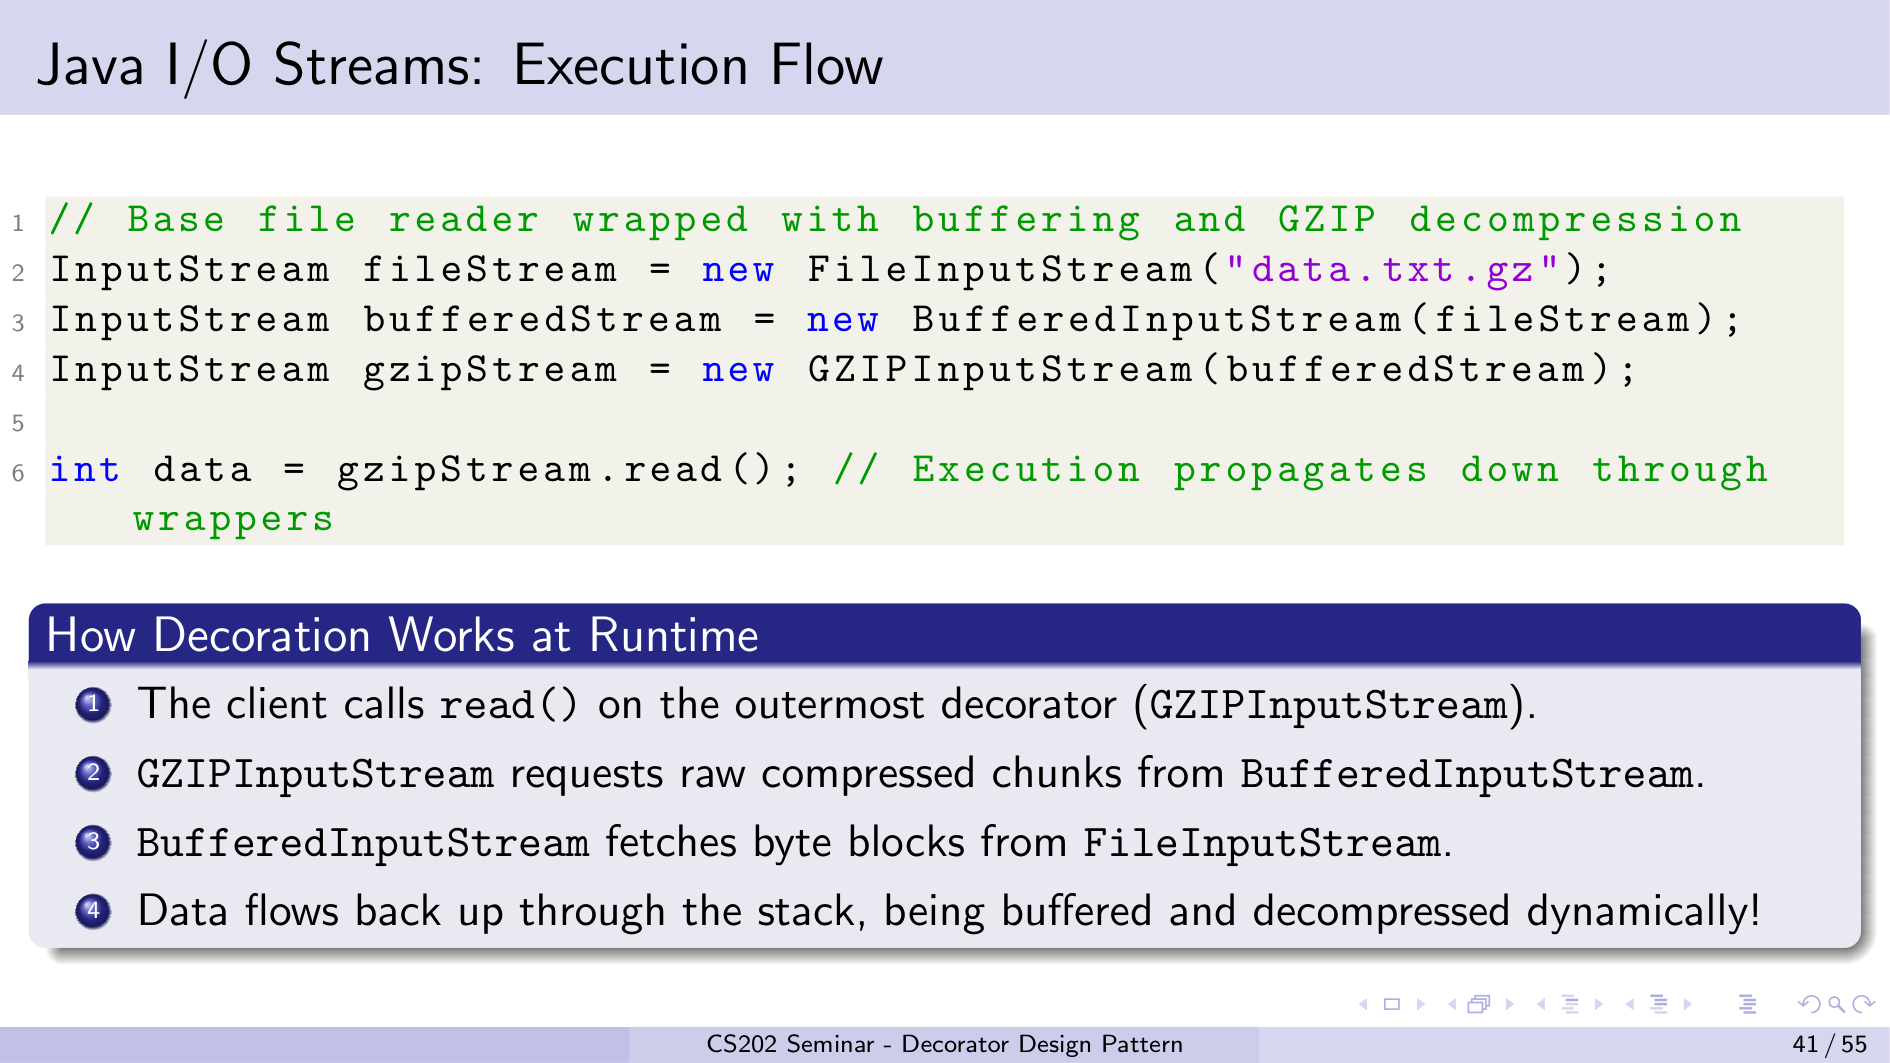 Java I/O Streams: Execution Flow
1 // Base file reader wrapped with buffering and GZIP decompression
2 InputStream fileStream = new FileInputStream("data.txt.gz");
3 InputStream bufferedStream = new BufferedInputStream(fileStream);
4 InputStream gzipStream = new GZIPInputStream(bufferedStream);
5
6 int data = gzipStream.read(); // Execution propagates down through
wrappers
How Decoration Works at Runtime
1 The client calls read() on the outermost decorator (GZIPInputStream).
2 GZIPInputStream requests raw compressed chunks from BufferedInputStream.
3 BufferedInputStream fetches byte blocks from FileInputStream.
4 Data flows back up through the stack, being buffered and decompressed dynamically!
CS202 Seminar - Decorator Design Pattern
41 / 55